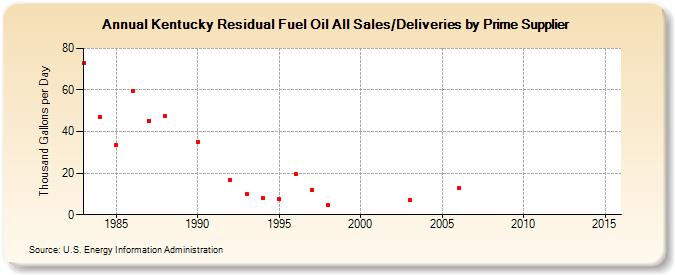 Annual Kentucky Residual Fuel Oil All Sales/Deliveries by Prime Supplier
Thousand Gallons per Day
80
60
40
20
0
1985 1990 1995 2000 2005 2010 2015
Source: U.S. Energy Information Administration